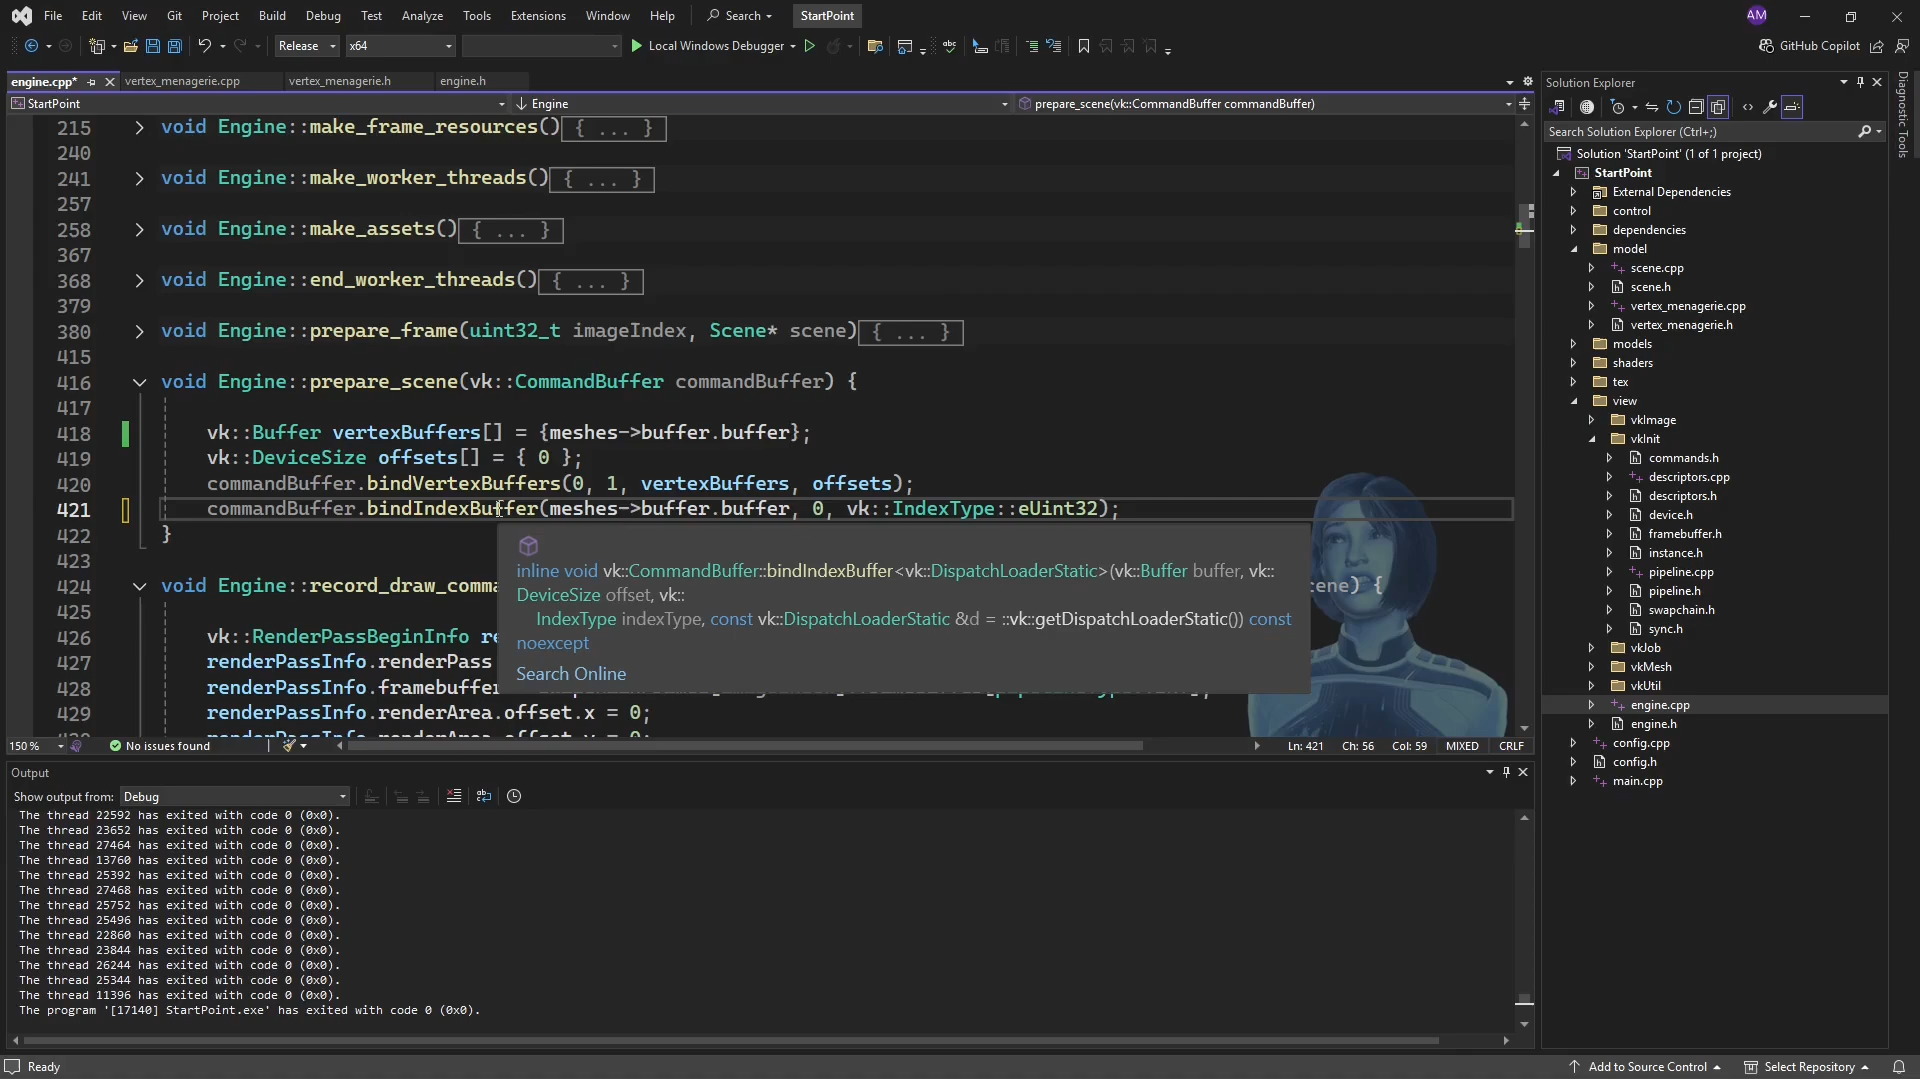 File Edit View Git Project Build Debug Test Analyze Tools Extensions Window Help Search StartPoint AM
Release x64 Local Windows Debugger GitHub Copilot
engine.cpp* vertex_menagerie.cpp vertex_menagerie.h engine.h
StartPoint Engine prepare_scene(vk::CommandBuffer commandBuffer)
215 void Engine::make_frame_resources(){ ... }
240
241 void Engine::make_worker_threads(){ ... }
257
258 void Engine::make_assets(){ ... }
367
368 void Engine::end_worker_threads(){ ... }
379
380 void Engine::prepare_frame(uint32_t imageIndex, Scene* scene){ ... }
415
416 void Engine::prepare_scene(vk::CommandBuffer commandBuffer) {
417
418 vk::Buffer vertexBuffers[] = {meshes->buffer.buffer};
419 vk::DeviceSize offsets[] = { 0 };
420 commandBuffer.bindVertexBuffers(0, 1, vertexBuffers, offsets);
421 commandBuffer.bindIndexBuffer(meshes->buffer.buffer, 0, vk::IndexType::eUint32);
422 }
423
424 void Engine::record_draw_comma cene) {
425
426 vk::RenderPassBeginInfo re
427 renderPassInfo.renderPass
428 renderPassInfo.framebuffer
429 renderPassInfo.renderArea.offset.x = 0;
inline void vk::CommandBuffer::bindIndexBuffer<vk::DispatchLoaderStatic>(vk::Buffer buffer, vk::
DeviceSize offset, vk::
IndexType indexType, const vk::DispatchLoaderStatic &d = ::vk::getDispatchLoaderStatic()) const
noexcept
Search Online
150 % No issues found Ln: 421 Ch: 56 Col: 59 MIXED CRLF
Output
Show output from: Debug
The thread 22592 has exited with code 0 (0x0).
The thread 23652 has exited with code 0 (0x0).
The thread 27464 has exited with code 0 (0x0).
The thread 13760 has exited with code 0 (0x0).
The thread 25392 has exited with code 0 (0x0).
The thread 27468 has exited with code 0 (0x0).
The thread 25752 has exited with code 0 (0x0).
The thread 25496 has exited with code 0 (0x0).
The thread 22860 has exited with code 0 (0x0).
The thread 23844 has exited with code 0 (0x0).
The thread 26244 has exited with code 0 (0x0).
The thread 25344 has exited with code 0 (0x0).
The thread 11396 has exited with code 0 (0x0).
The program '[17140] StartPoint.exe' has exited with code 0 (0x0).
Solution Explorer
Search Solution Explorer (Ctrl+;)
Solution 'StartPoint' (1 of 1 project)
StartPoint
External Dependencies
control
dependencies
model
scene.cpp
scene.h
vertex_menagerie.cpp
vertex_menagerie.h
models
shaders
tex
view
vkImage
vkInit
commands.h
descriptors.cpp
descriptors.h
device.h
framebuffer.h
instance.h
pipeline.cpp
pipeline.h
swapchain.h
sync.h
vkJob
vkMesh
vkUtil
engine.cpp
engine.h
config.cpp
config.h
main.cpp
Diagnostic Tools
Ready Add to Source Control Select Repository